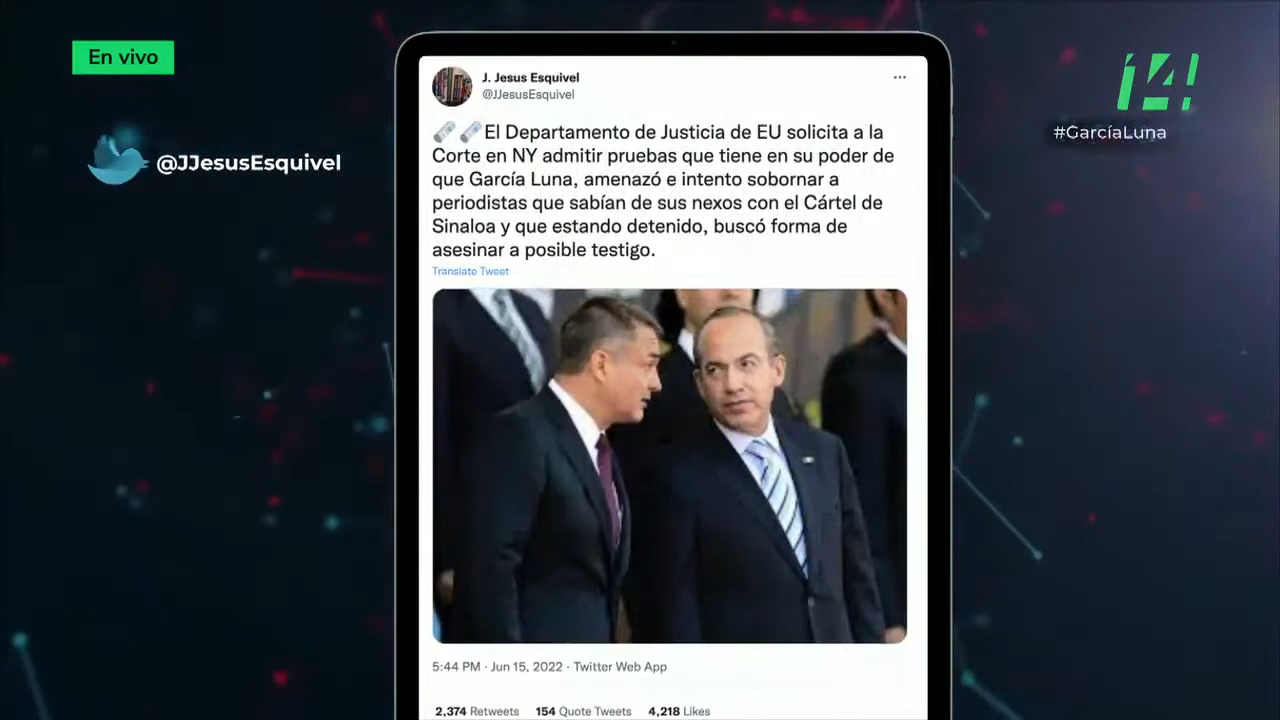 En vivo
@JJesusEsquivel
14!
#GarcíaLuna
J. Jesus Esquivel
@JJesusEsquivel
El Departamento de Justicia de EU solicita a la
Corte en NY admitir pruebas que tiene en su poder de
que García Luna, amenazó e intento sobornar a
periodistas que sabían de sus nexos con el Cártel de
Sinaloa y que estando detenido, buscó forma de
asesinar a posible testigo.
Translate Tweet
5:44 PM · Jun 15, 2022 · Twitter Web App
2,374 Retweets 154 Quote Tweets 4,218 Likes